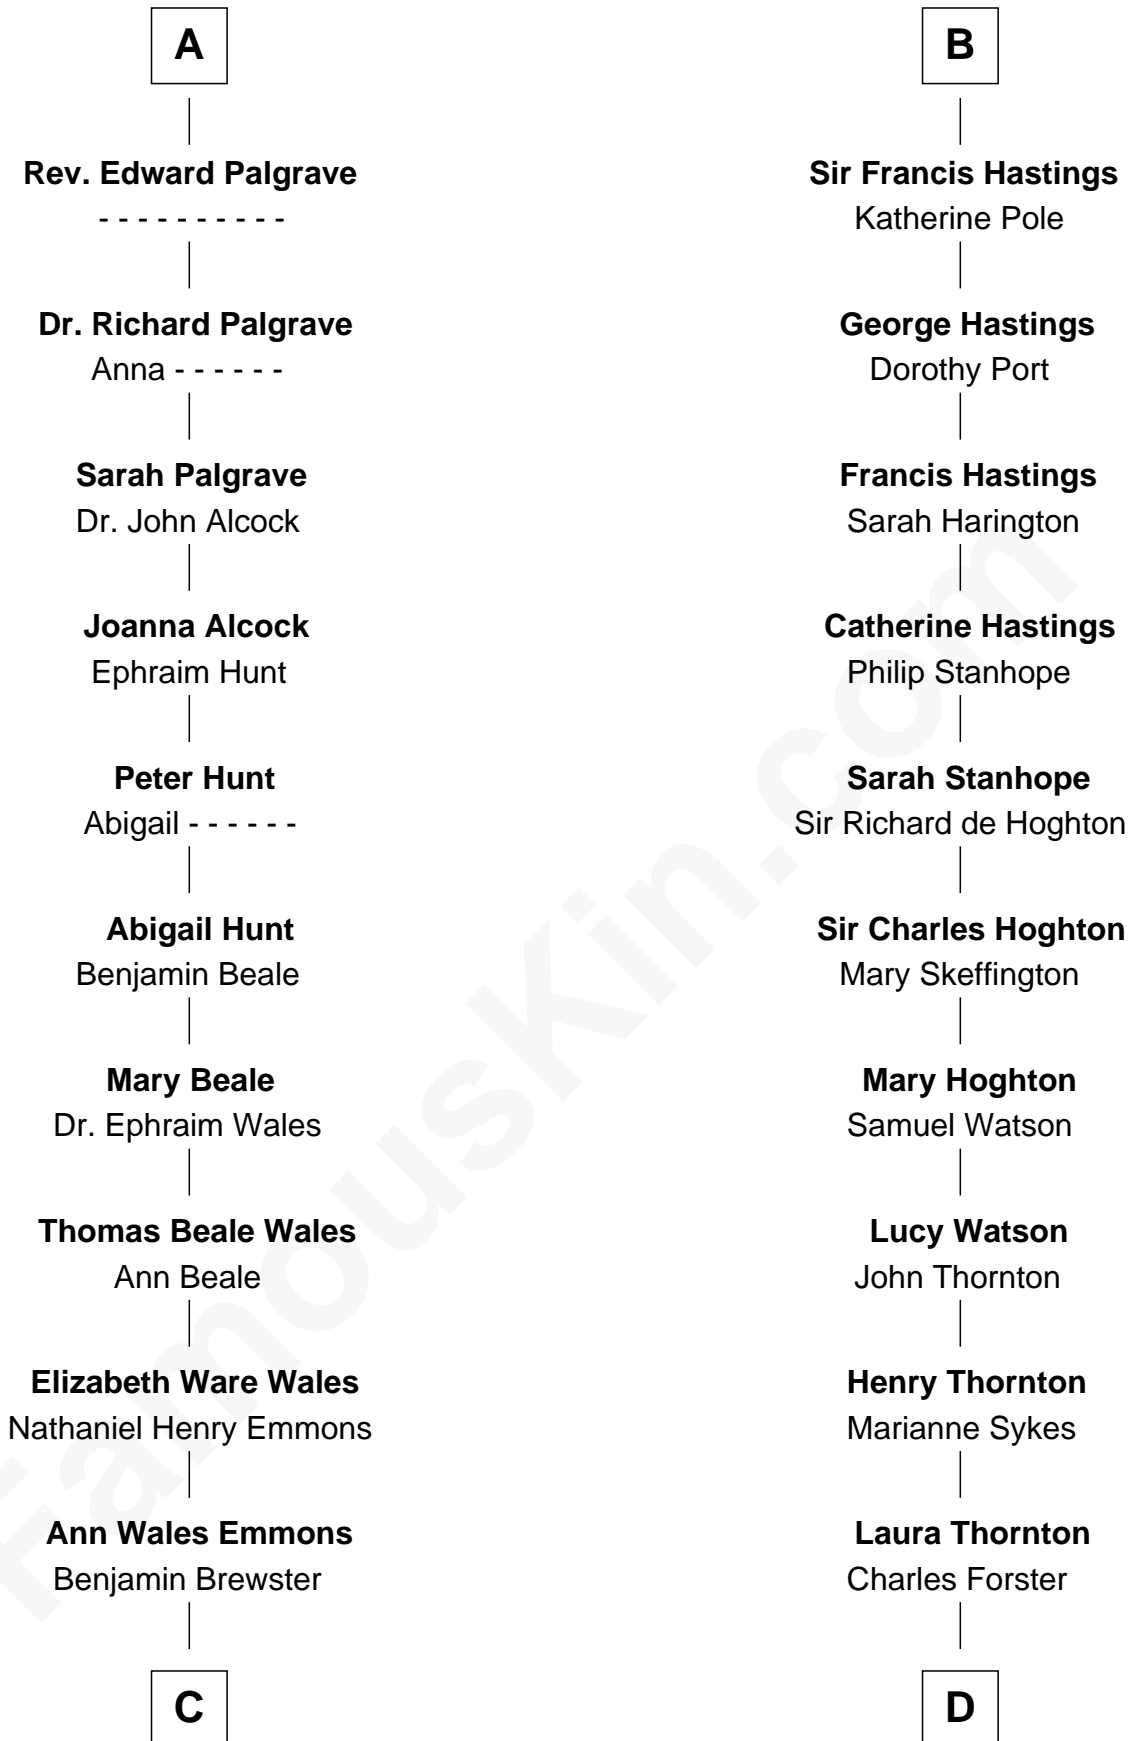 A
Rev. Edward Palgrave
- - - - - - - - - -
Dr. Richard Palgrave
Anna - - - - - -
Sarah Palgrave
Dr. John Alcock
Joanna Alcock
Ephraim Hunt
Peter Hunt
Abigail - - - - - -
Abigail Hunt
Benjamin Beale
Mary Beale
Dr. Ephraim Wales
Thomas Beale Wales
Ann Beale
Elizabeth Ware Wales
Nathaniel Henry Emmons
Ann Wales Emmons
Benjamin Brewster
C
B
Sir Francis Hastings
Katherine Pole
George Hastings
Dorothy Port
Francis Hastings
Sarah Harington
Catherine Hastings
Philip Stanhope
Sarah Stanhope
Sir Richard de Hoghton
Sir Charles Hoghton
Mary Skeffington
Mary Hoghton
Samuel Watson
Lucy Watson
John Thornton
Henry Thornton
Marianne Sykes
Laura Thornton
Charles Forster
D
FamousKin.com